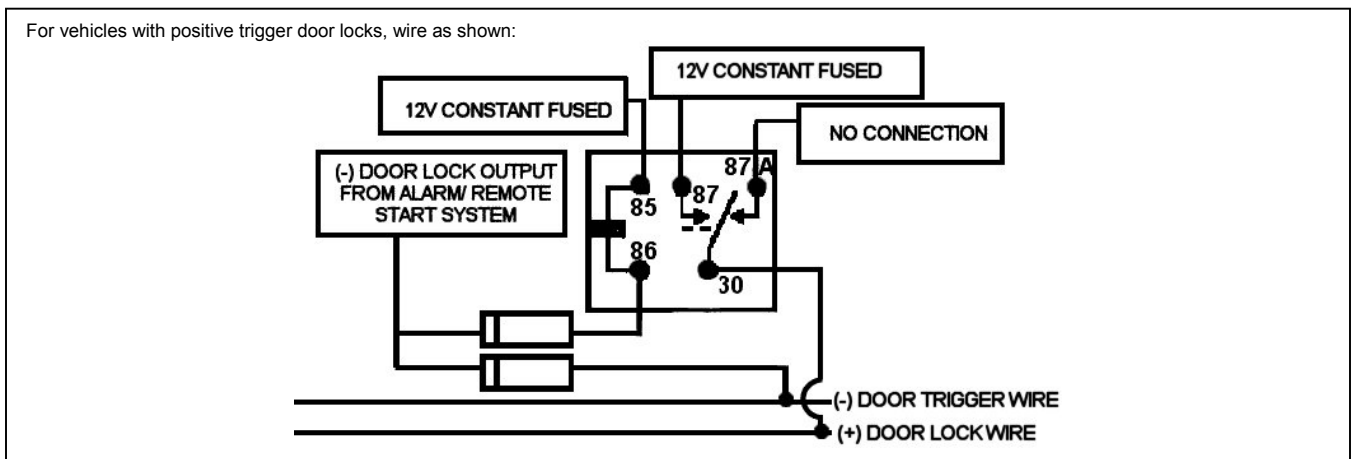 For vehicles with positive trigger door locks, wire as shown:
12V CONSTANT FUSED
12V CONSTANT FUSED
NO CONNECTION
(-) DOOR LOCK OUTPUT
FROM ALARM/ REMOTE
START SYSTEM
87
87 A
85
86
30
(-) DOOR TRIGGER WIRE
(+) DOOR LOCK WIRE